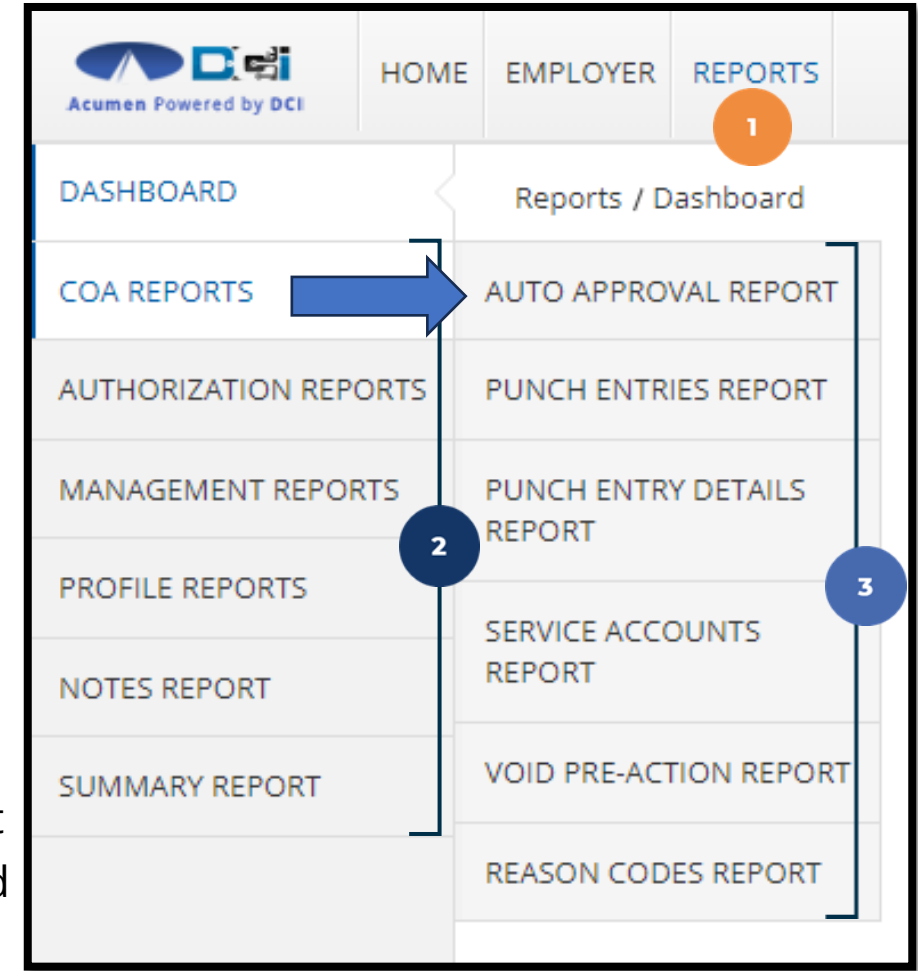 DCI
Acumen Powered by DCI
HOME
EMPLOYER
REPORTS
1
DASHBOARD
Reports / Dashboard
COA REPORTS
AUTO APPROVAL REPORT
AUTHORIZATION REPORTS
PUNCH ENTRIES REPORT
MANAGEMENT REPORTS
PUNCH ENTRY DETAILS
REPORT
2
PROFILE REPORTS
3
SERVICE ACCOUNTS
REPORT
NOTES REPORT
VOID PRE-ACTION REPORT
SUMMARY REPORT
REASON CODES REPORT